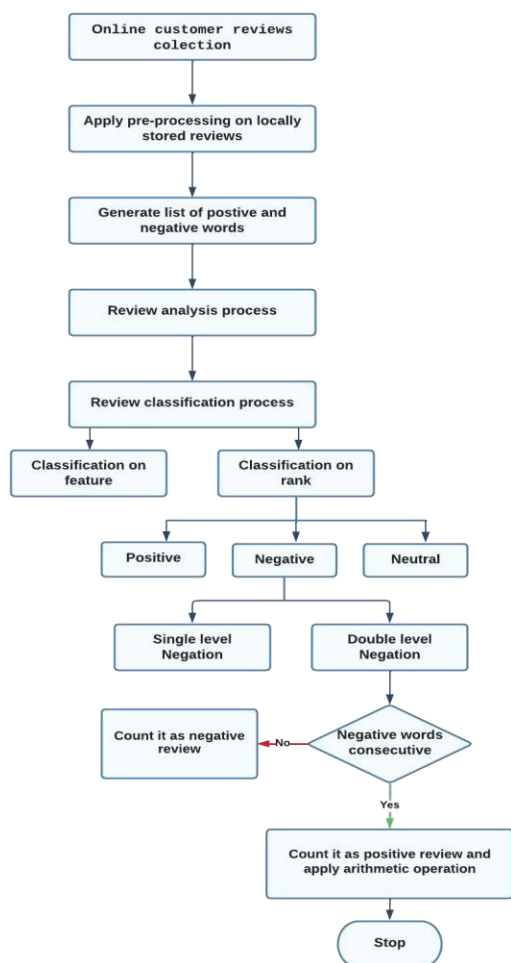 Online customer reviews
colection
Apply pre-processing on locally
stored reviews
Generate list of postive and
negative words
Review analysis process
Review classification process
Classification on
feature
Classification on
rank
Positive
Negative
Neutral
Single level
Negation
Double level
Negation
Count it as negative
review
No
Negative words
consecutive
Yes
Count it as positive review and
apply arithmetic operation
Stop